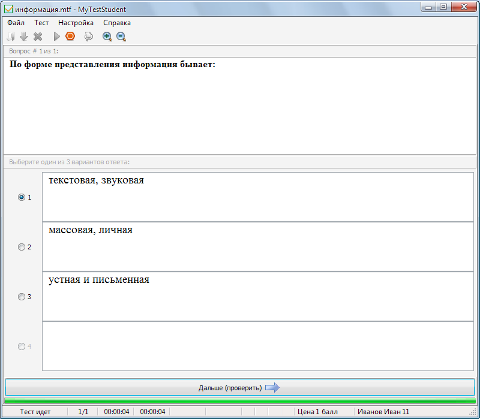 информация.mtf - MyTestStudent
Файл Тест Настройка Справка
Вопрос # 1 из 1:
По форме представления информация бывает:
Выберите один из 3 вариантов ответа:
1 текстовая, звуковая
2 массовая, личная
3 устная и письменная
4
Дальше (проверить)
Тест идет 1/1 00:00:04 00:00:04 Цена 1 балл Иванов Иван 11